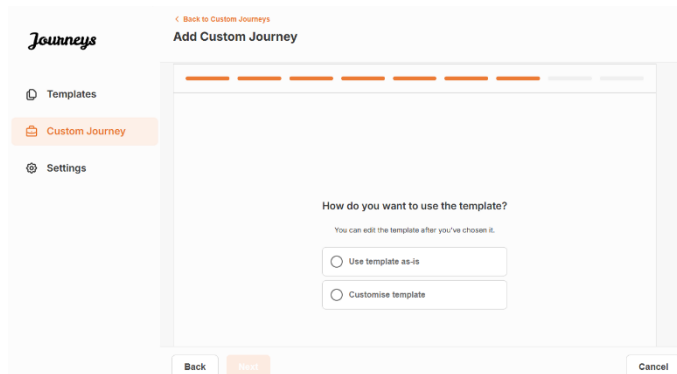 Back to Custom Journeys
Journeys
Add Custom Journey
Templates
Custom Journey
Settings
How do you want to use the template?
You can edit the template after you've chosen it.
Use template as-is
Customise template
Back
Next
Cancel